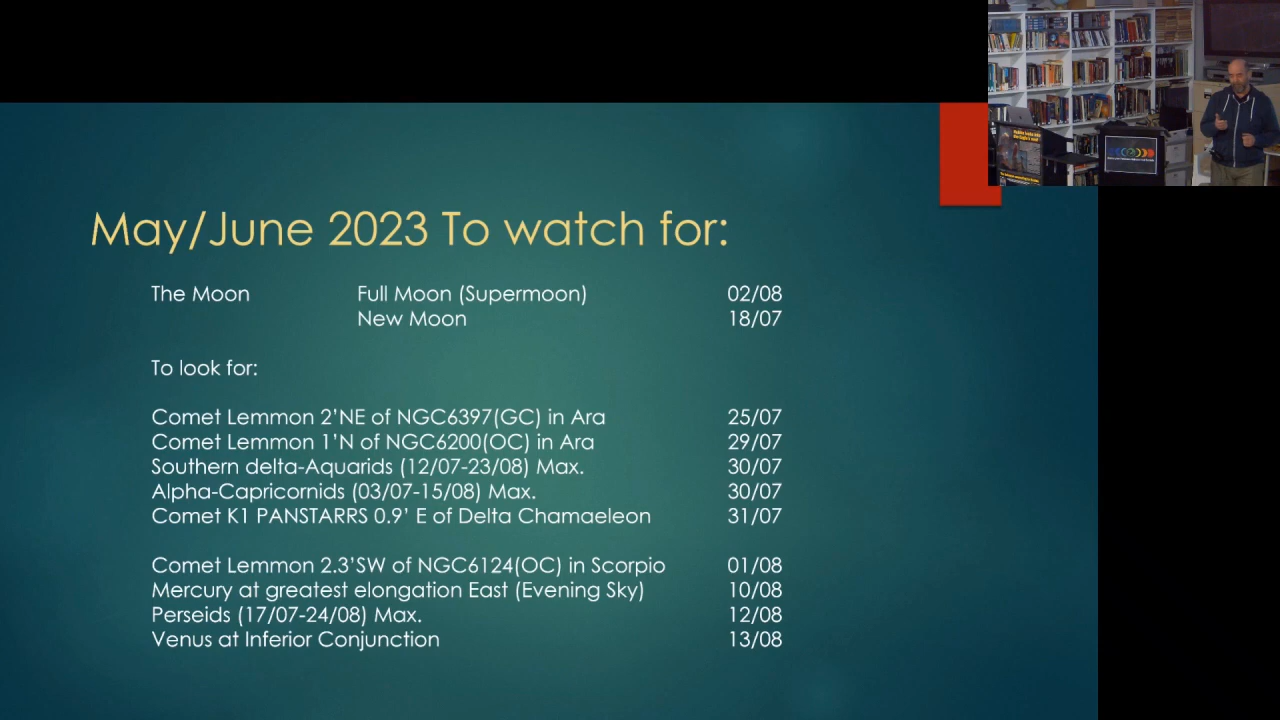 May/June 2023 To watch for:
The Moon Full Moon (Supermoon) 02/08
New Moon 18/07
To look for:
Comet Lemmon 2'NE of NGC6397(GC) in Ara 25/07
Comet Lemmon 1'N of NGC6200(OC) in Ara 29/07
Southern delta-Aquarids (12/07-23/08) Max. 30/07
Alpha-Capricornids (03/07-15/08) Max. 30/07
Comet K1 PANSTARRS 0.9' E of Delta Chamaeleon 31/07
Comet Lemmon 2.3'SW of NGC6124(OC) in Scorpio 01/08
Mercury at greatest elongation East (Evening Sky) 10/08
Perseids (17/07-24/08) Max. 12/08
Venus at Inferior Conjunction 13/08